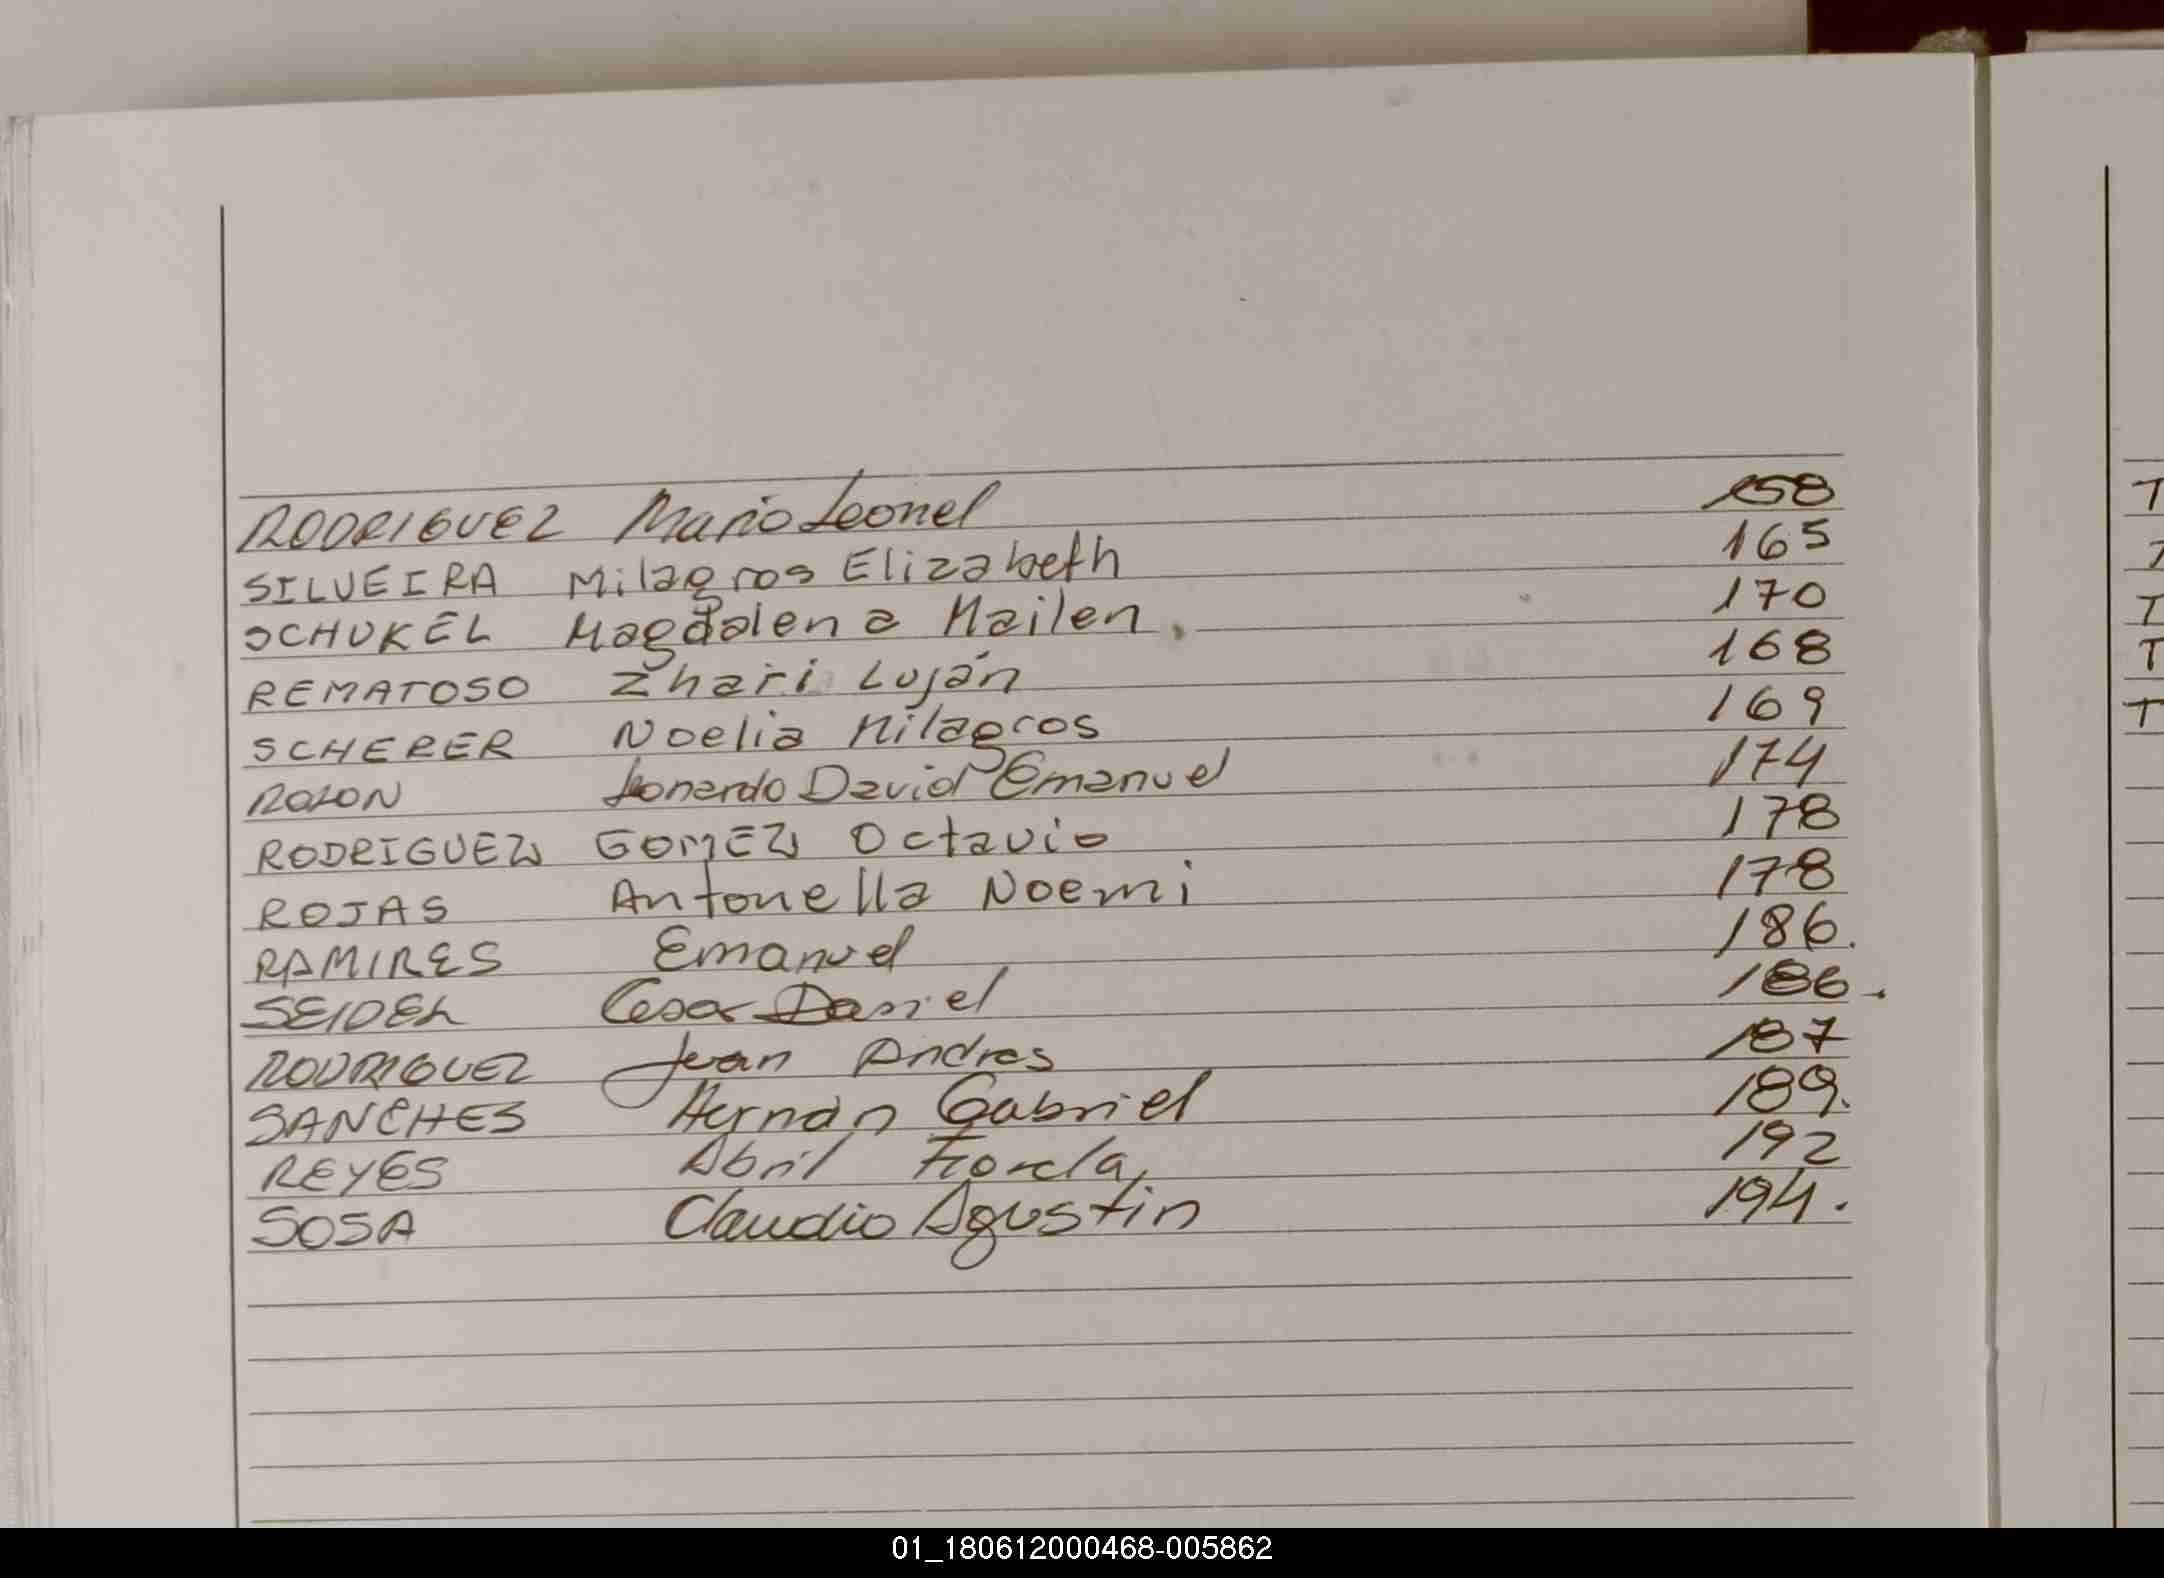 RODRIGUEZ Mario Leonel 158
SILVEIRA Milagros Elizabeth 165
SCHUKEL Magdalena Mailen. 170
REMATOSO Zhari Luján 168
SCHERER Noelia Milagros 169
ROLON Leonardo David Emanuel 174
RODRIGUEZ GOMEZ Octavio 178
ROJAS Antonella Noemi 178
RAMIRES Emanuel 186.
SEIDEL Cesar Daniel 186.
RODRIGUEZ Juan Andres 187
SANCHES Hernán Gabriel 189.
REYES Abril Fiorela 192
SOSA Claudio Agustin 194.
T
T
T
T
01_180612000468-005862